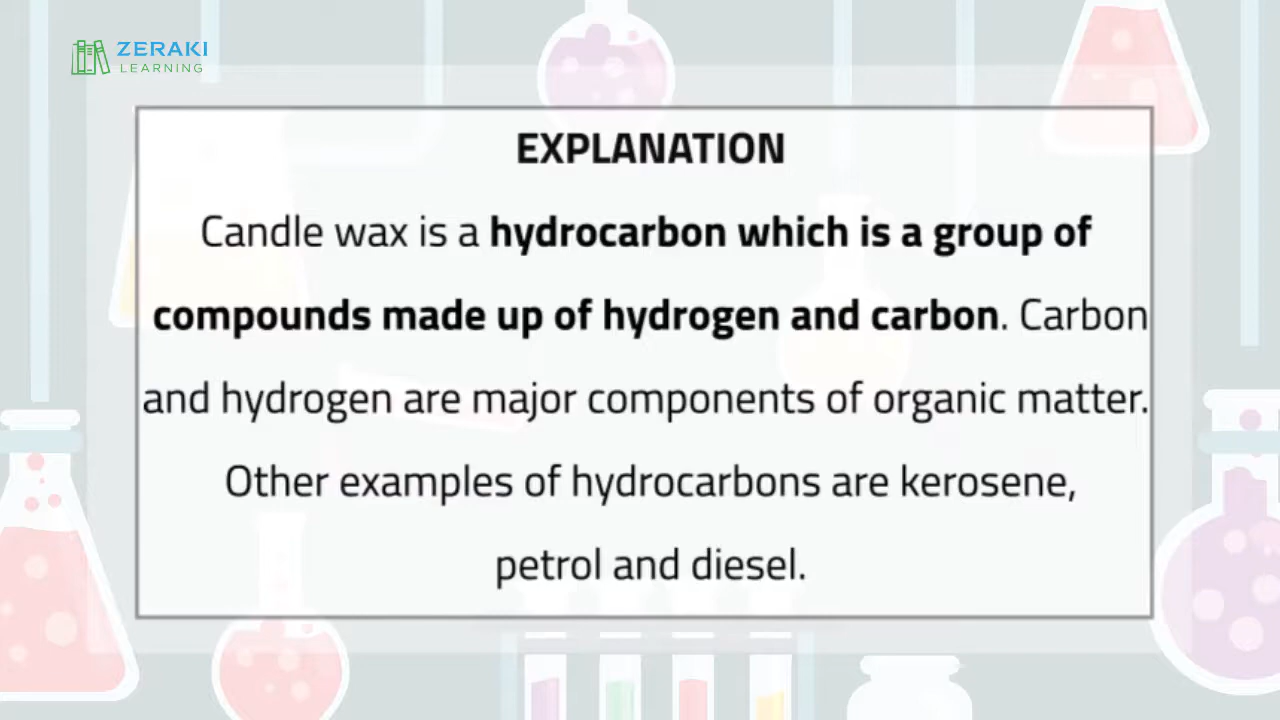 ZERAKI
LEARNING
EXPLANATION
Candle wax is a hydrocarbon which is a group of
compounds made up of hydrogen and carbon. Carbon
and hydrogen are major components of organic matter.
Other examples of hydrocarbons are kerosene,
petrol and diesel.